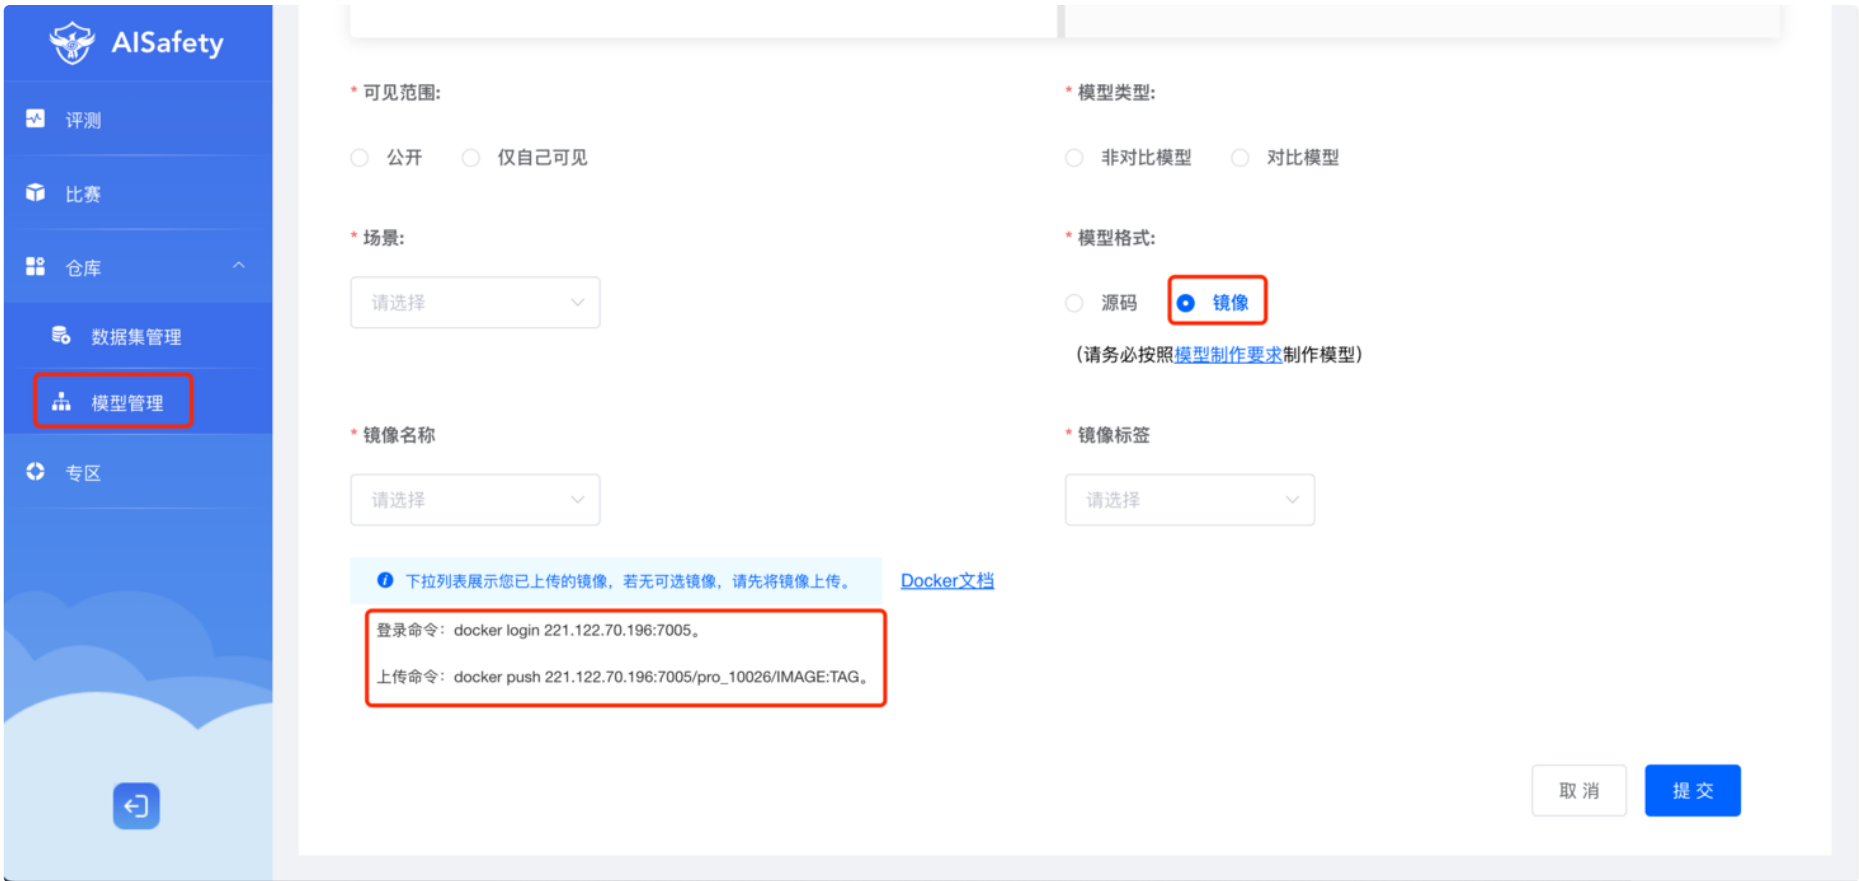 AISafety
评测
比赛
仓库
数据集管理
模型管理
专区
* 可见范围:
公开 仅自己可见
* 模型类型:
非对比模型 对比模型
* 场景:
请选择
* 模型格式:
源码 镜像
（请务必按照模型制作要求制作模型）
* 镜像名称
请选择
* 镜像标签
请选择
下拉列表展示您已上传的镜像，若无可选镜像，请先将镜像上传。 Docker文档
登录命令：docker login 221.122.70.196:7005。
上传命令：docker push 221.122.70.196:7005/pro_10026/IMAGE:TAG。
取消 提交